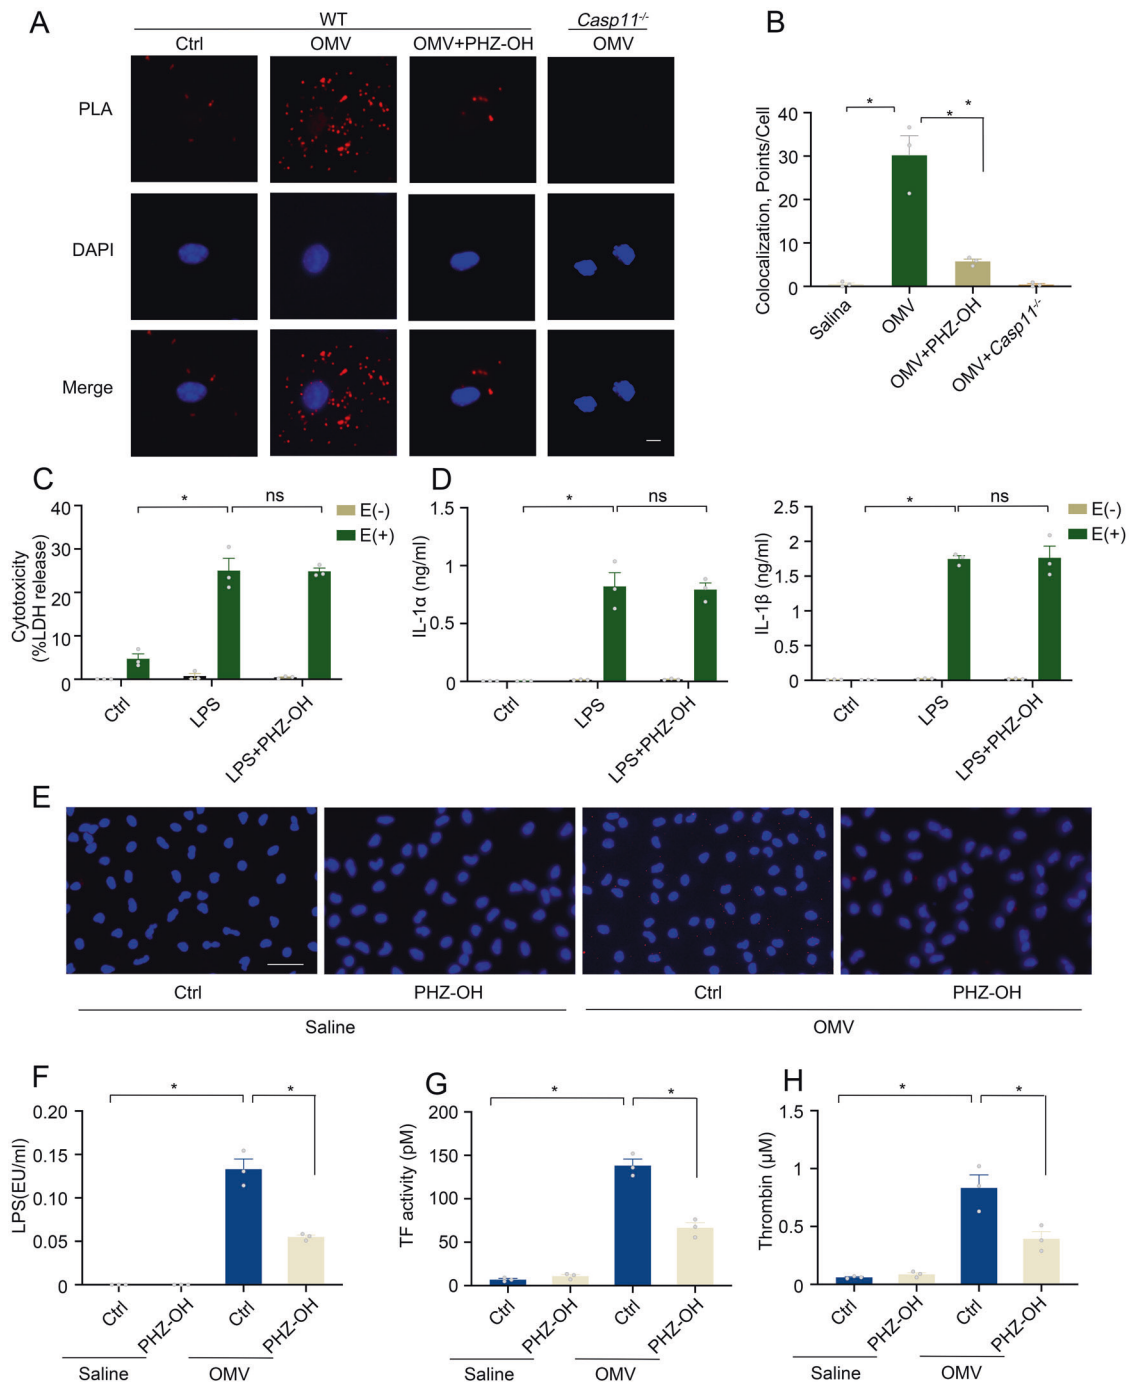 A
WT
Casp11-/-
Ctrl
OMV
OMV+PHZ-OH
OMV
PLA
DAPI
Merge
B
Colocalization, Points/Cell
40
30
20
10
0
*
*
*
Salina
OMV
OMV+PHZ-OH
OMV+Casp11-/-
C
Cytotoxicity
(%LDH release)
40
30
20
10
0
*
ns
E(-)
E(+)
Ctrl
LPS
LPS+PHZ-OH
D
IL-1α (ng/ml)
1.5
1
0.5
0
*
ns
Ctrl
LPS
LPS+PHZ-OH
IL-1β (ng/ml)
2.5
2
1.5
1
0.5
0
*
ns
E(-)
E(+)
Ctrl
LPS
LPS+PHZ-OH
E
Ctrl
PHZ-OH
Ctrl
PHZ-OH
Saline
OMV
F
LPS(EU/ml)
0.20
0.15
0.10
0.05
0
*
*
Ctrl
PHZ-OH
Ctrl
PHZ-OH
Saline
OMV
G
TF activity (pM)
200
150
100
50
0
*
*
Ctrl
PHZ-OH
Ctrl
PHZ-OH
Saline
OMV
H
Thrombin (μM)
1.5
1
0.5
0
*
*
Ctrl
PHZ-OH
Ctrl
PHZ-OH
Saline
OMV